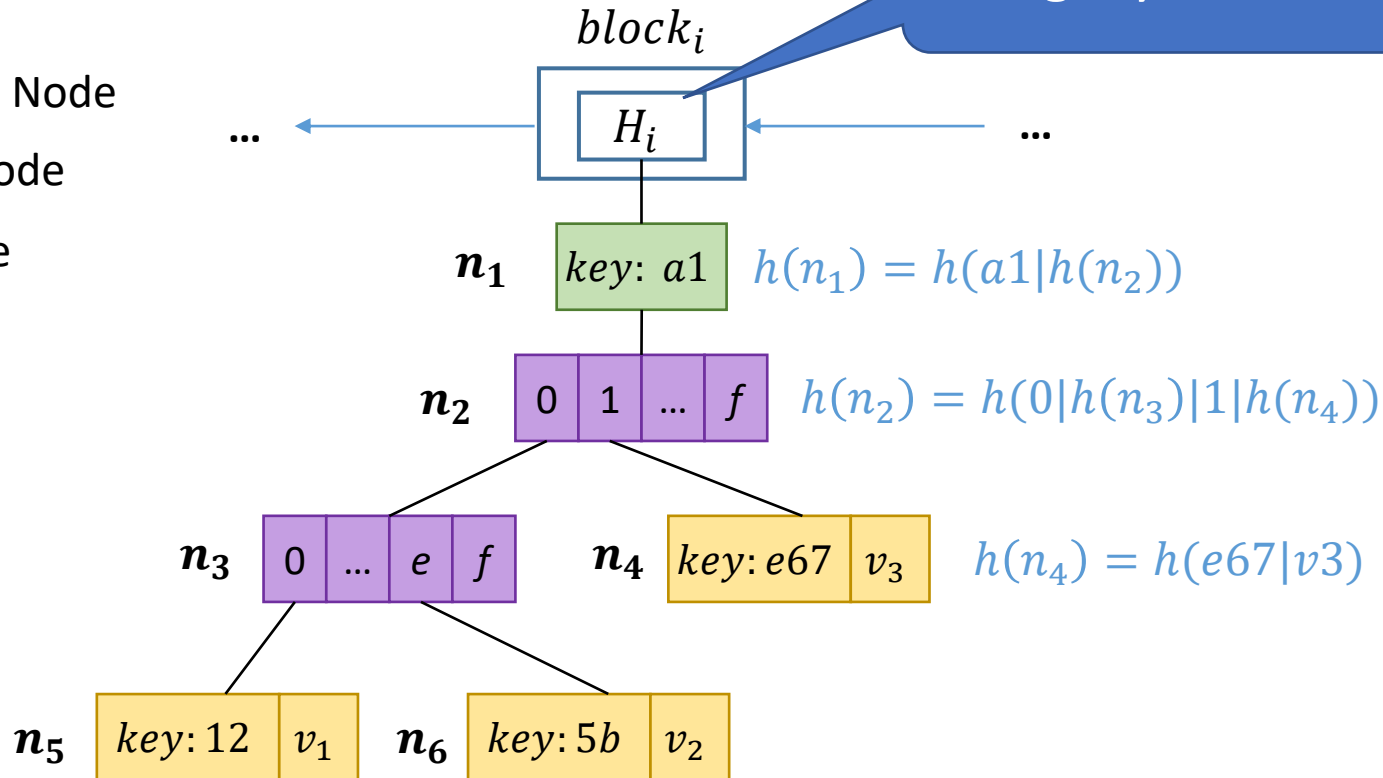 block_i
Node
... H_i ...
n_1 key: a1 h(n_1) = h(a1|h(n_2))
n_2 0 1 ... f h(n_2) = h(0|h(n_3)|1|h(n_4))
n_3 0 ... e f n_4 key: e67 v_3 h(n_4) = h(e67|v3)
n_5 key: 12 v_1 n_6 key: 5b v_2